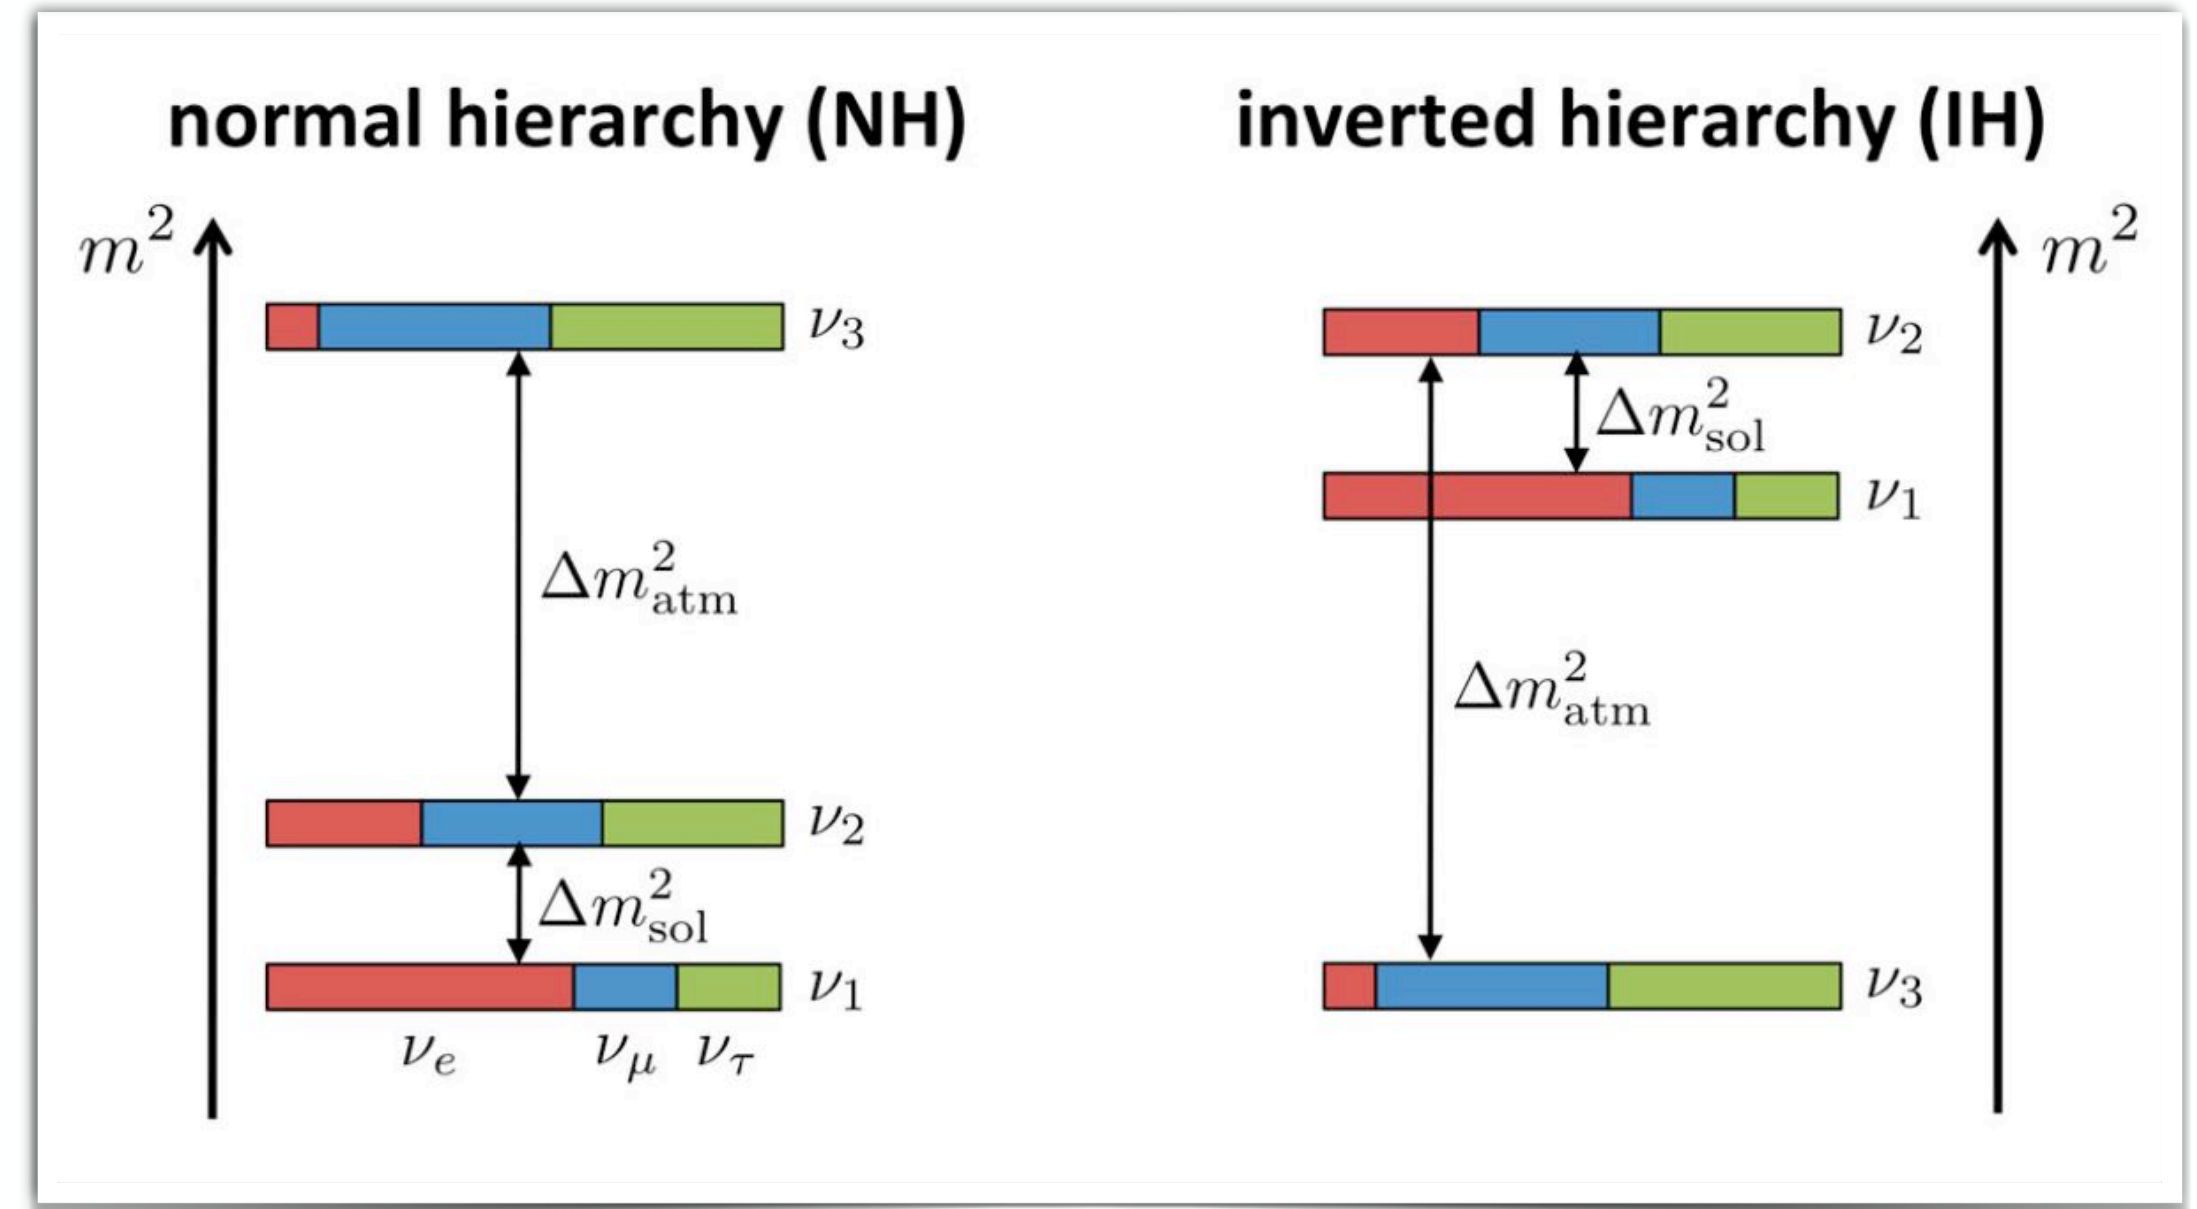 normal hierarchy (NH)
inverted hierarchy (IH)
m²
ν₃
Δm²atm
ν₂
Δm²sol
ν₁
νₑ νμ ντ
m²
ν₂
Δm²sol
ν₁
Δm²atm
ν₃